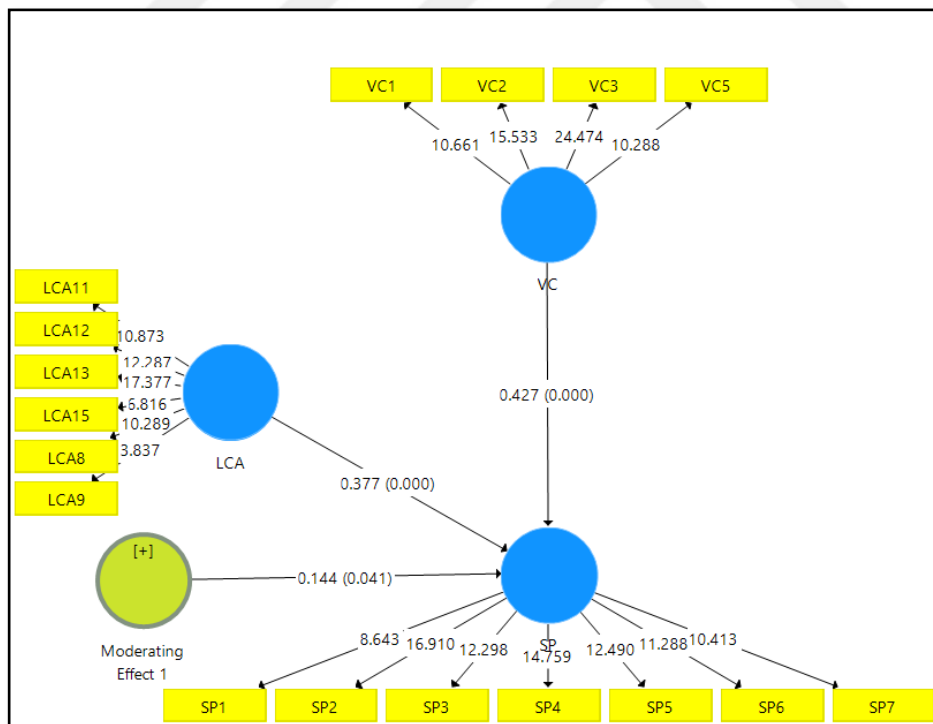 VC1 VC2 VC3 VC5
10.661 15.533 24.474 10.288
VC
LCA11
LCA12
LCA13
LCA15
LCA8
LCA9
10.873
12.287
17.377
6.816
10.289
3.837
LCA
0.427 (0.000)
0.377 (0.000)
[+]
0.144 (0.041)
Moderating
Effect 1
SP
8.643 16.910 12.298 14.759 12.490 11.288 10.413
SP1 SP2 SP3 SP4 SP5 SP6 SP7